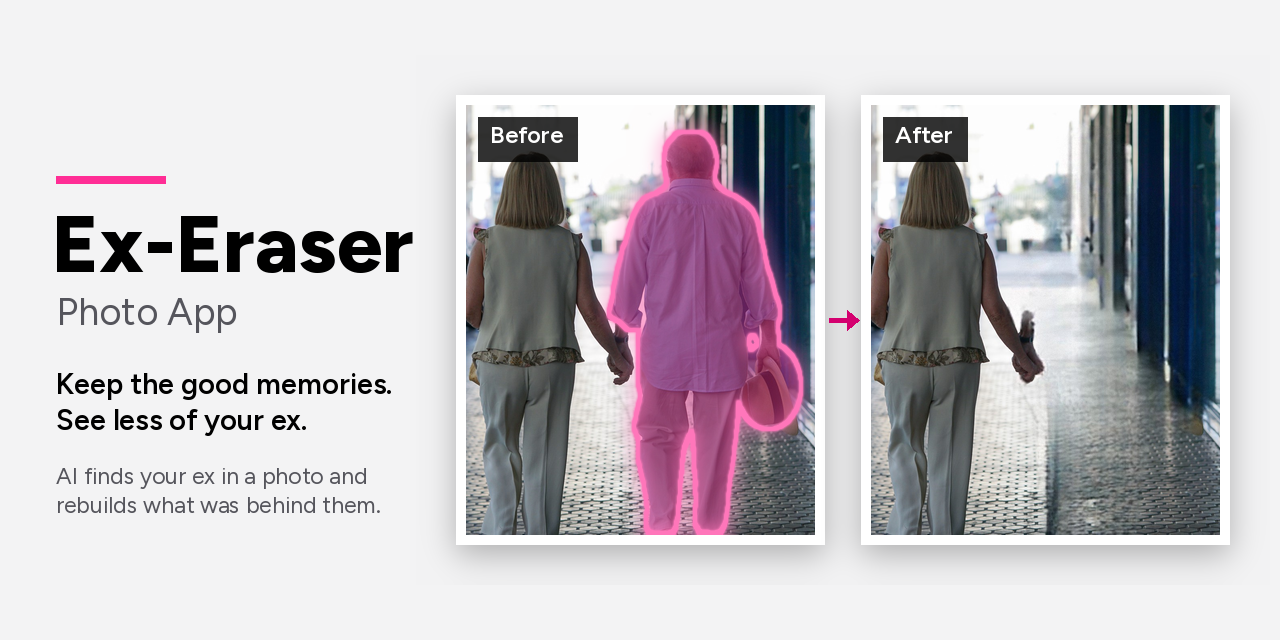 Ex-Eraser
Photo App
Keep the good memories.
See less of your ex.
AI finds your ex in a photo and
rebuilds what was behind them.
Before
After